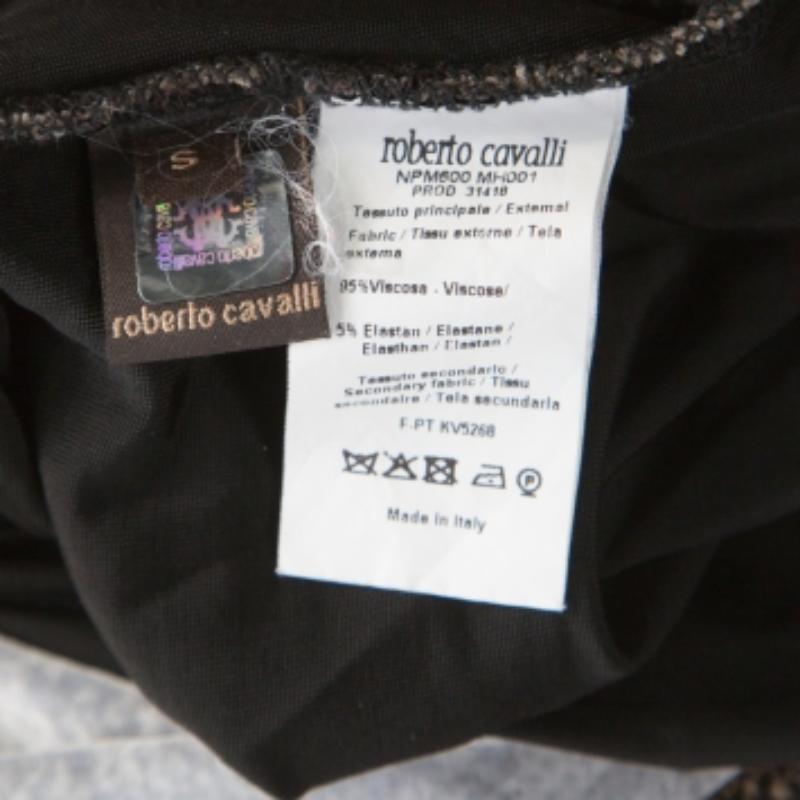 S
roberto cavalli
roberto cavalli
NPM600 MH001
PROD 31418
Tessuto principale / External
Fabric / Tissu externe / Tela
externa
95%Viscosa - Viscose/
5% Elastan / Elastane /
Elasthan / Elastan /
Tessuto secondario /
Secondary fabric / Tissu
secondaire / Tela secundaria
F-PT KV5268
P
Made in Italy